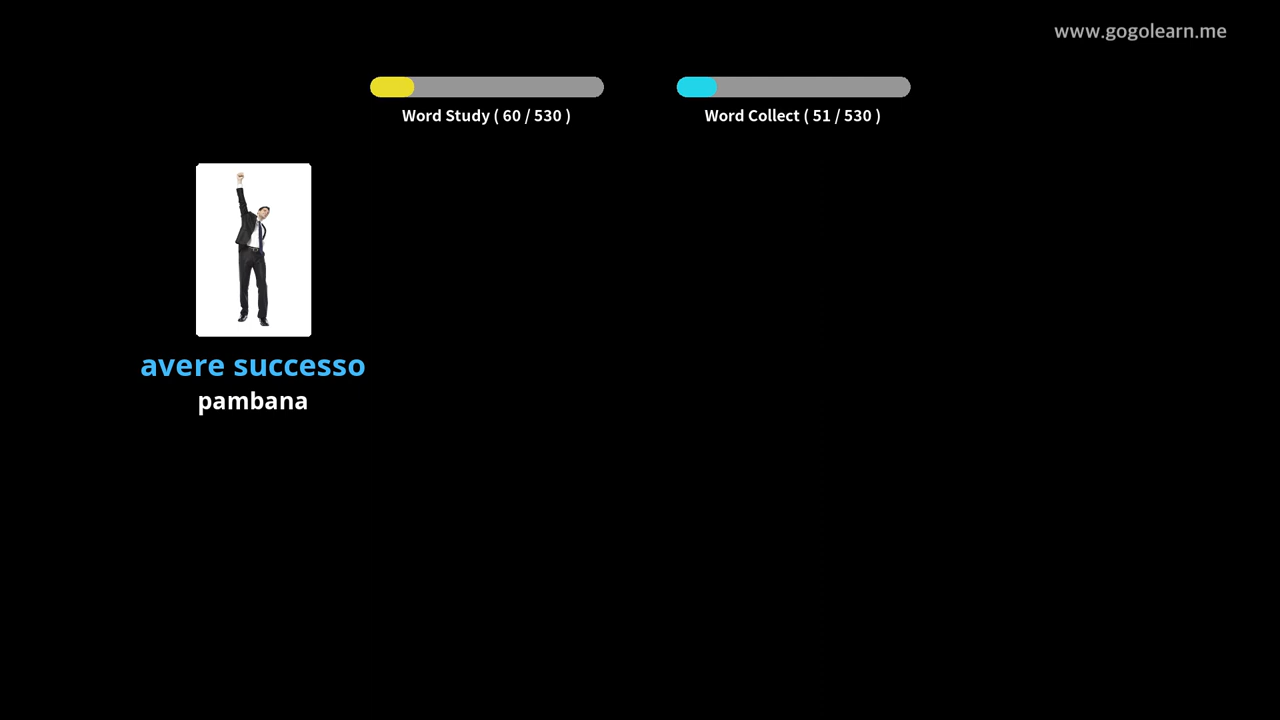 www.gogolearn.me
Word Study ( 60 / 530 )
Word Collect ( 51 / 530 )
avere successo
pambana